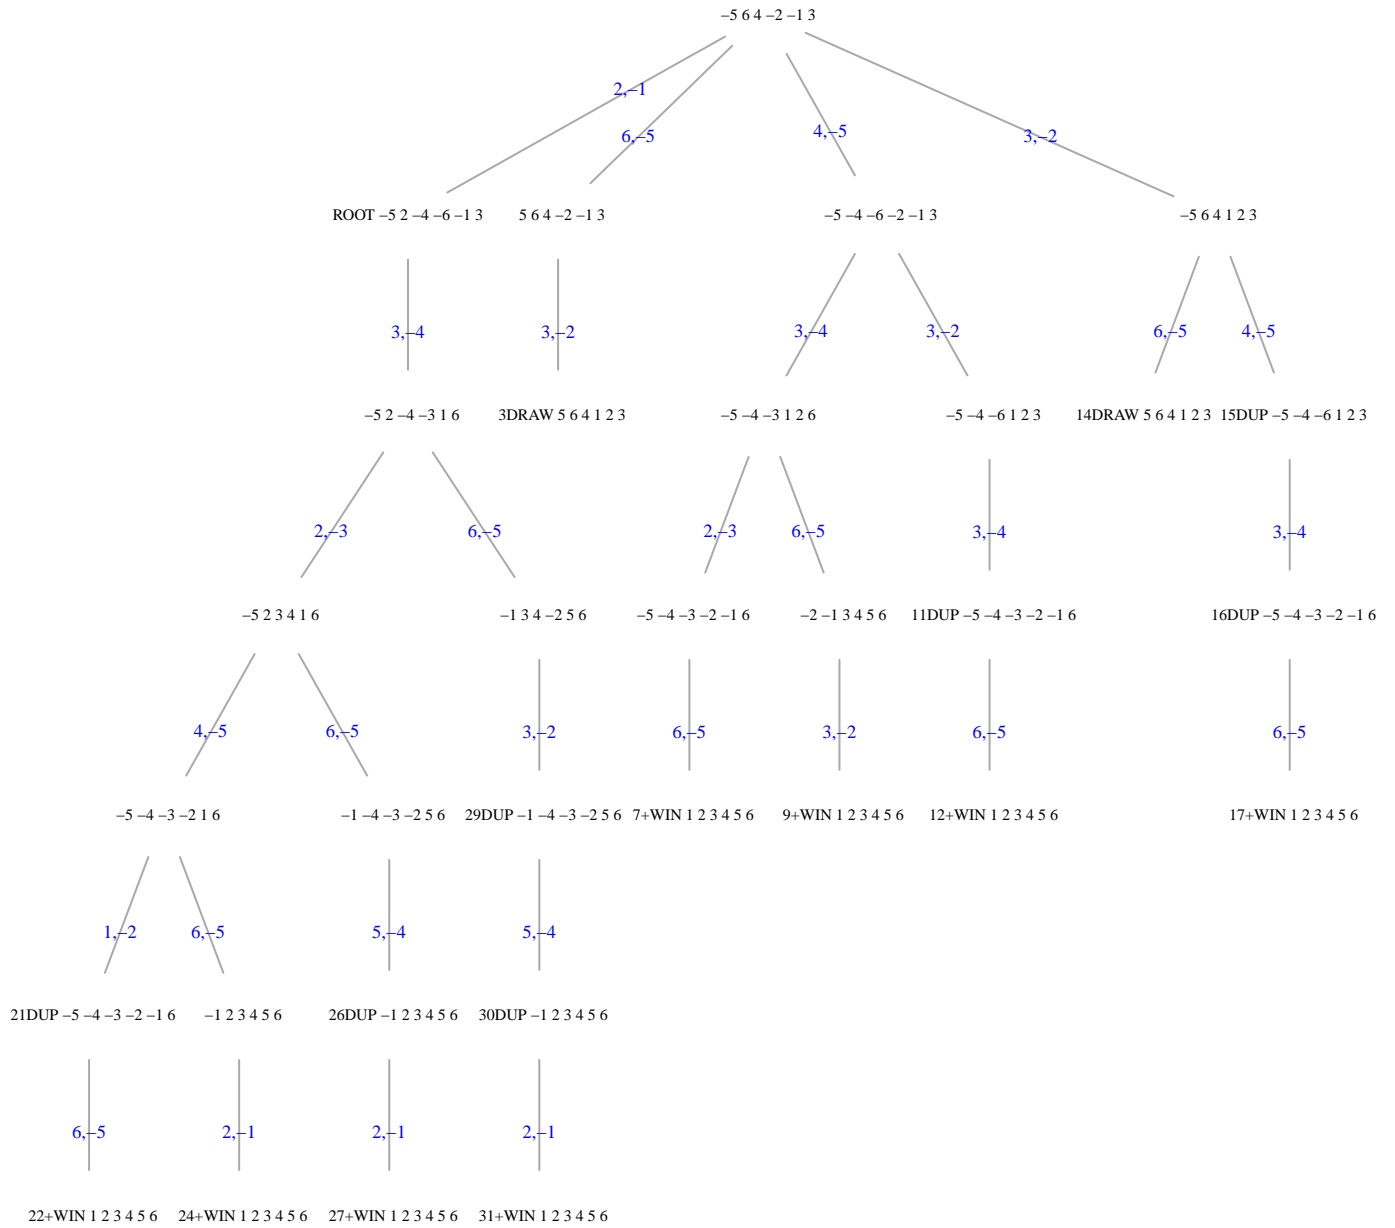 −5 6 4 −2 −1 3
2,−1
6,−5
4,−5
3,−2
ROOT −5 2 −4 −6 −1 3
5 6 4 −2 −1 3
−5 −4 −6 −2 −1 3
−5 6 4 1 2 3
3,−4
3,−2
3,−4
3,−2
6,−5
4,−5
−5 2 −4 −3 1 6
3DRAW 5 6 4 1 2 3
−5 −4 −3 1 2 6
−5 −4 −6 1 2 3
14DRAW 5 6 4 1 2 3
15DUP −5 −4 −6 1 2 3
2,−3
6,−5
2,−3
6,−5
3,−4
3,−4
−5 2 3 4 1 6
−1 3 4 −2 5 6
−5 −4 −3 −2 −1 6
−2 −1 3 4 5 6
11DUP −5 −4 −3 −2 −1 6
16DUP −5 −4 −3 −2 −1 6
4,−5
6,−5
3,−2
6,−5
3,−2
6,−5
6,−5
−5 −4 −3 −2 1 6
−1 −4 −3 −2 5 6
29DUP −1 −4 −3 −2 5 6
7+WIN 1 2 3 4 5 6
9+WIN 1 2 3 4 5 6
12+WIN 1 2 3 4 5 6
17+WIN 1 2 3 4 5 6
1,−2
6,−5
5,−4
5,−4
21DUP −5 −4 −3 −2 −1 6
−1 2 3 4 5 6
26DUP −1 2 3 4 5 6
30DUP −1 2 3 4 5 6
6,−5
2,−1
2,−1
2,−1
22+WIN 1 2 3 4 5 6
24+WIN 1 2 3 4 5 6
27+WIN 1 2 3 4 5 6
31+WIN 1 2 3 4 5 6